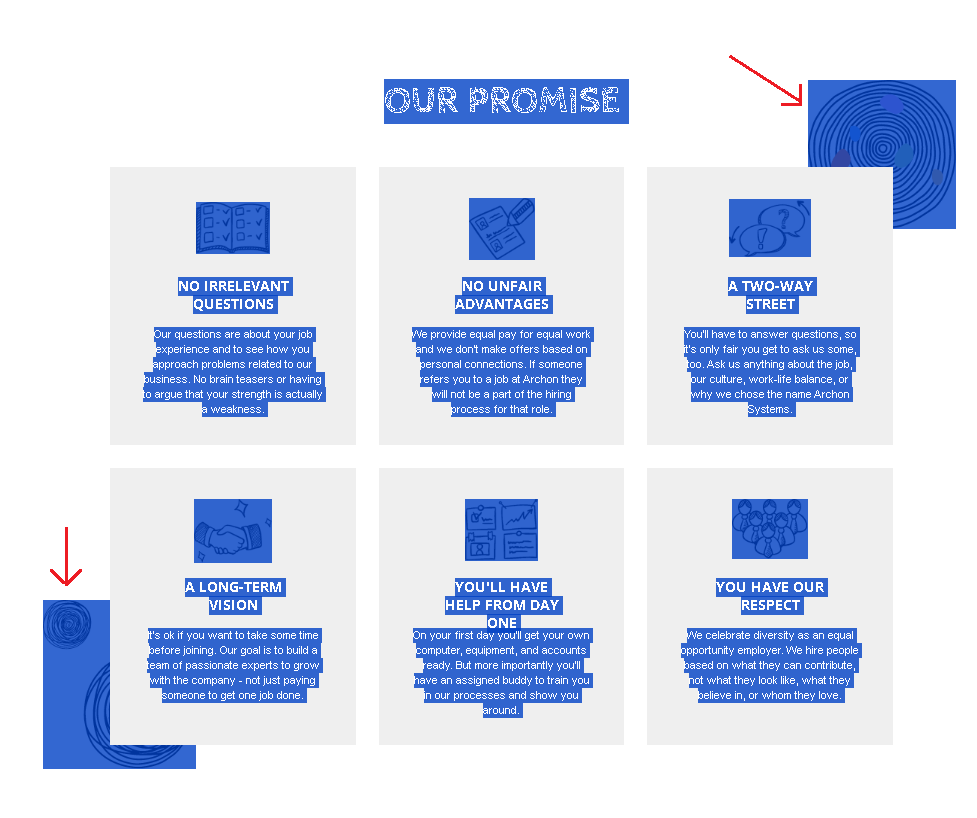 OUR PROMISE
NO IRRELEVANT
QUESTIONS
Our questions are about your job
experience and to see how you
approach problems related to our
business. No brain teasers or having
to argue that your strength is actually
a weakness.
NO UNFAIR
ADVANTAGES
We provide equal pay for equal work
and we don't make offers based on
personal connections. If someone
refers you to a job at Archon they
will not be a part of the hiring
process for that role.
A TWO-WAY
STREET
You'll have to answer questions, so
it's only fair you get to ask us some,
too. Ask us anything about the job,
our culture, work-life balance, or
why we chose the name Archon
Systems.
A LONG-TERM
VISION
It's ok if you want to take some time
before joining. Our goal is to build a
team of passionate experts to grow
with the company - not just paying
someone to get one job done.
YOU'LL HAVE
HELP FROM DAY
ONE
On your first day you'll get your own
computer, equipment, and accounts
ready. But more importantly you'll
have an assigned buddy to train you
in our processes and show you
around.
YOU HAVE OUR
RESPECT
We celebrate diversity as an equal
opportunity employer. We hire people
based on what they can contribute,
not what they look like, what they
believe in, or whom they love.